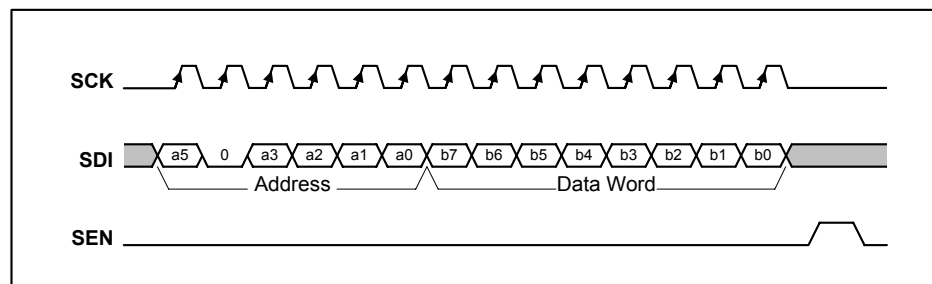 SCK
SDI a5 0 a3 a2 a1 a0 b7 b6 b5 b4 b3 b2 b1 b0
Address Data Word
SEN